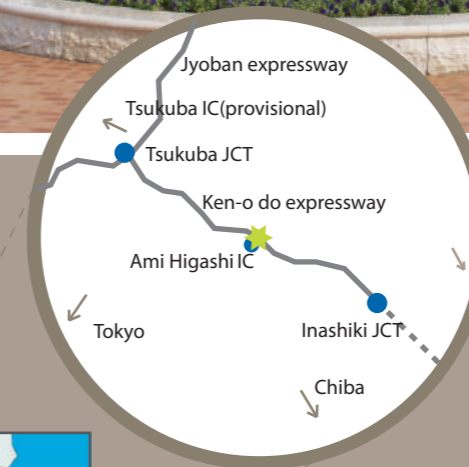 Jyoban expressway
Tsukuba IC(provisional)
Tsukuba JCT
Ken-o do expressway
Ami Higashi IC
Inashiki JCT
Tokyo
Chiba